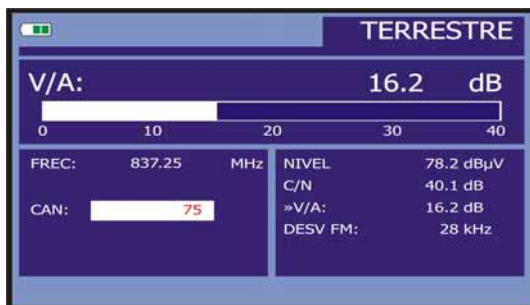 TERRESTRE
V/A: 16.2 dB
0 10 20 30 40
FREC: 837.25 MHz
CAN: 75
NIVEL 78.2 dBµV
C/N 40.1 dB
»V/A: 16.2 dB
DESV FM: 28 kHz